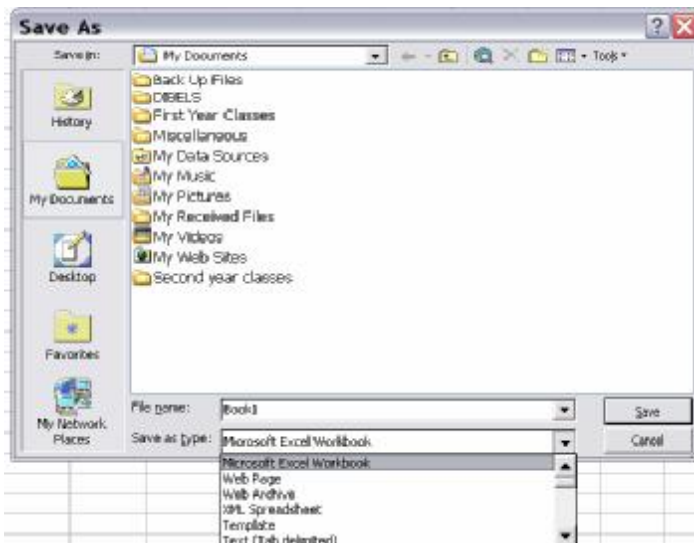 Save As
Save in:
My Documents
Tools
History
My Documents
Desktop
Favorites
My Network
Places
Back Up Files
DIBELS
First Year Classes
Miscellaneous
My Data Sources
My Music
My Pictures
My Received Files
My Videos
My Web Sites
Second year classes
File name:
Book1
Save
Save as type:
Microsoft Excel Workbook
Cancel
Microsoft Excel Workbook
Web Page
Web Archive
XML Spreadsheet
Template
Text (Tab delimited)